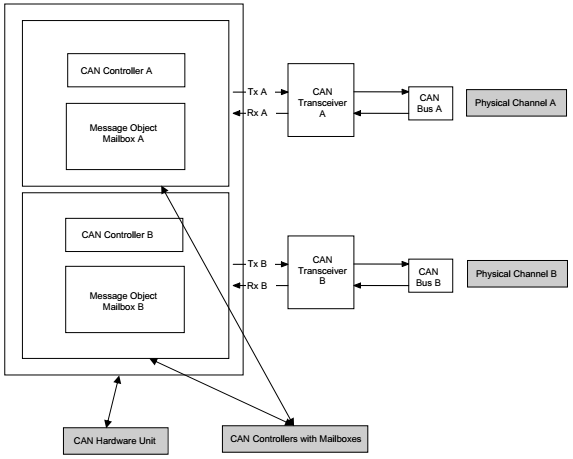 CAN Controller A
Message Object
Mailbox A
Tx A
Rx A
CAN
Transceiver
A
CAN
Bus A
Physical Channel A
CAN Controller B
Message Object
Mailbox B
Tx B
Rx B
CAN
Transceiver
B
CAN
Bus B
Physical Channel B
CAN Hardware Unit
CAN Controllers with Mailboxes